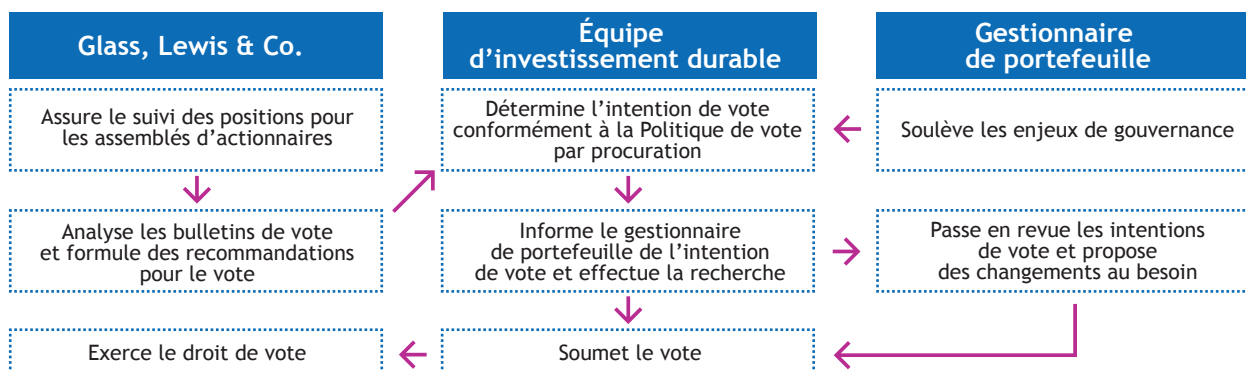 Glass, Lewis & Co.
Équipe
d’investissement durable
Gestionnaire
de portefeuille
Assure le suivi des positions pour
les assemblés d’actionnaires
Détermine l’intention de vote
conformément à la Politique de vote
par procuration
Soulève les enjeux de gouvernance
Analyse les bulletins de vote
et formule des recommandations
pour le vote
Informe le gestionnaire
de portefeuille de l’intention
de vote et effectue la recherche
Passe en revue les intentions
de vote et propose
des changements au besoin
Exerce le droit de vote
Soumet le vote